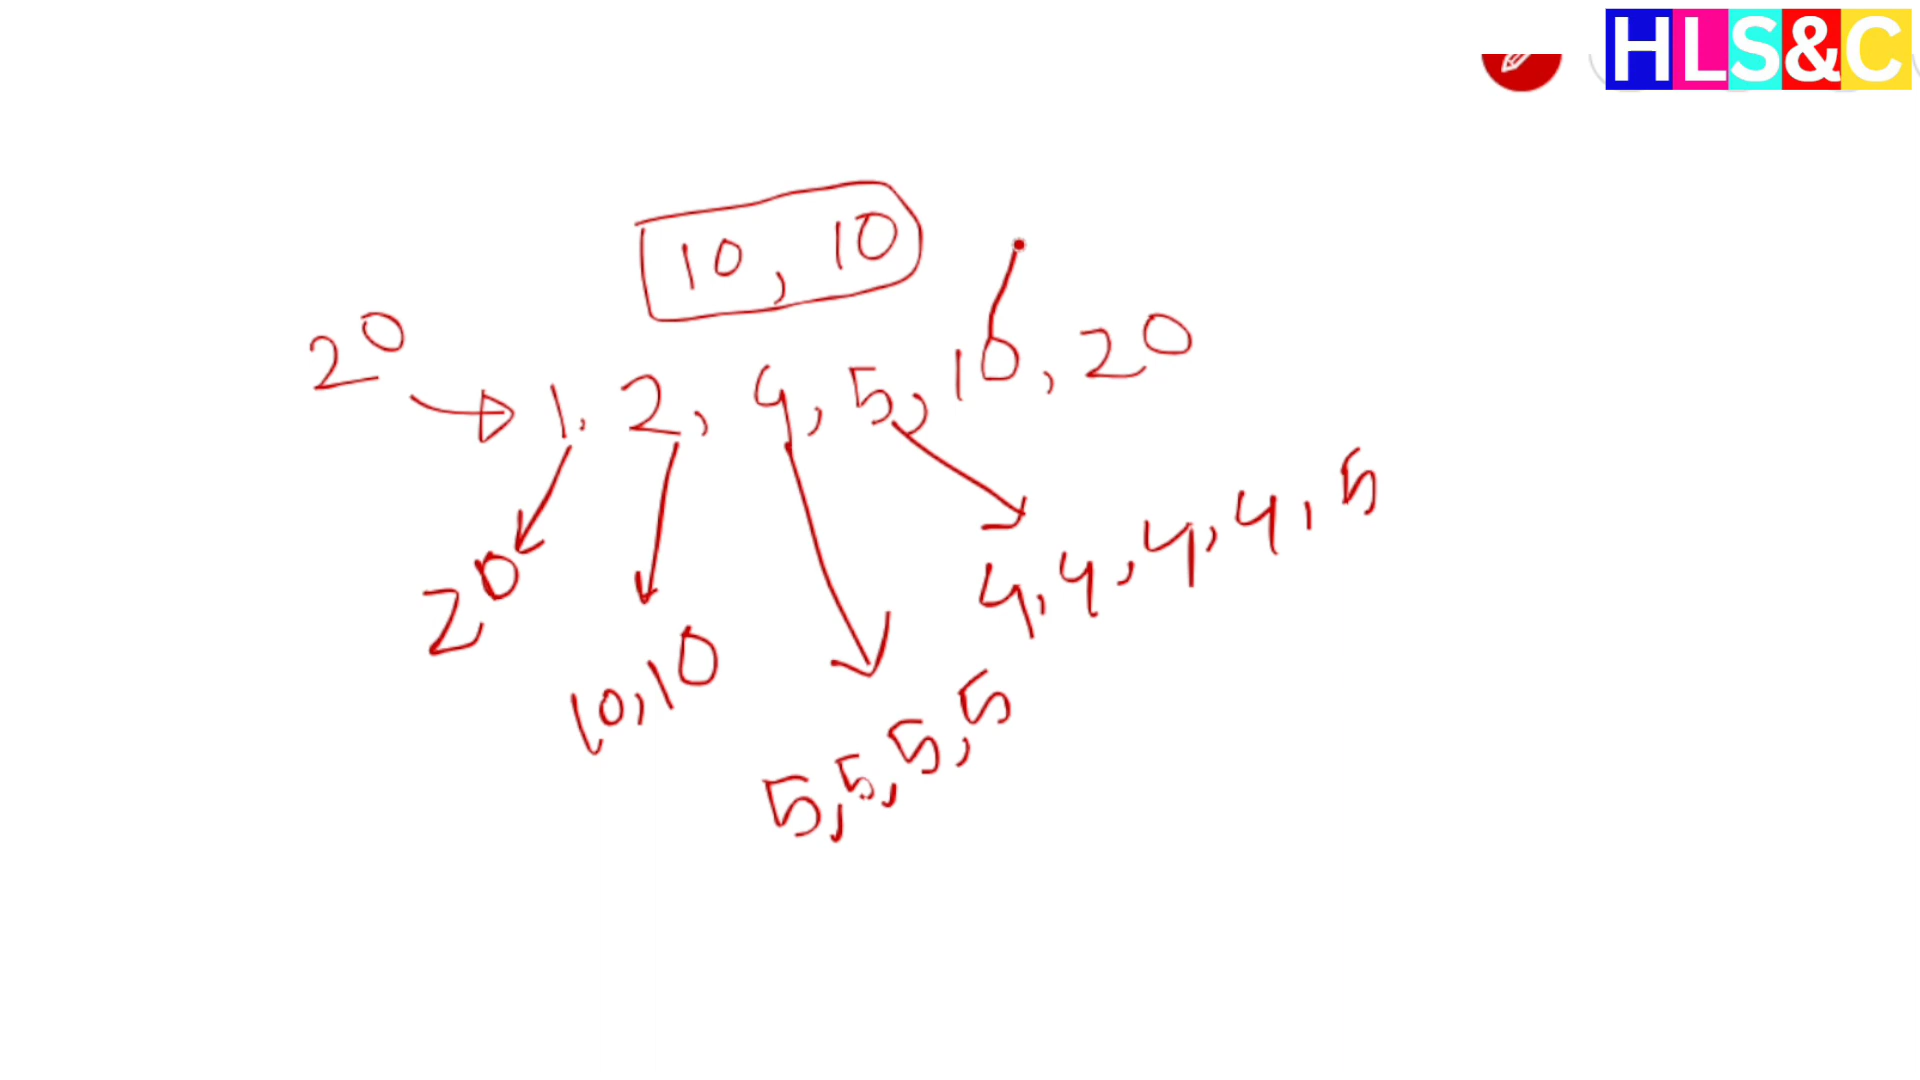 HLS&C
10, 10
20
1, 2, 4, 5, 10, 20
20
10, 10
5, 5, 5, 5
4, 4, 4, 4, 5